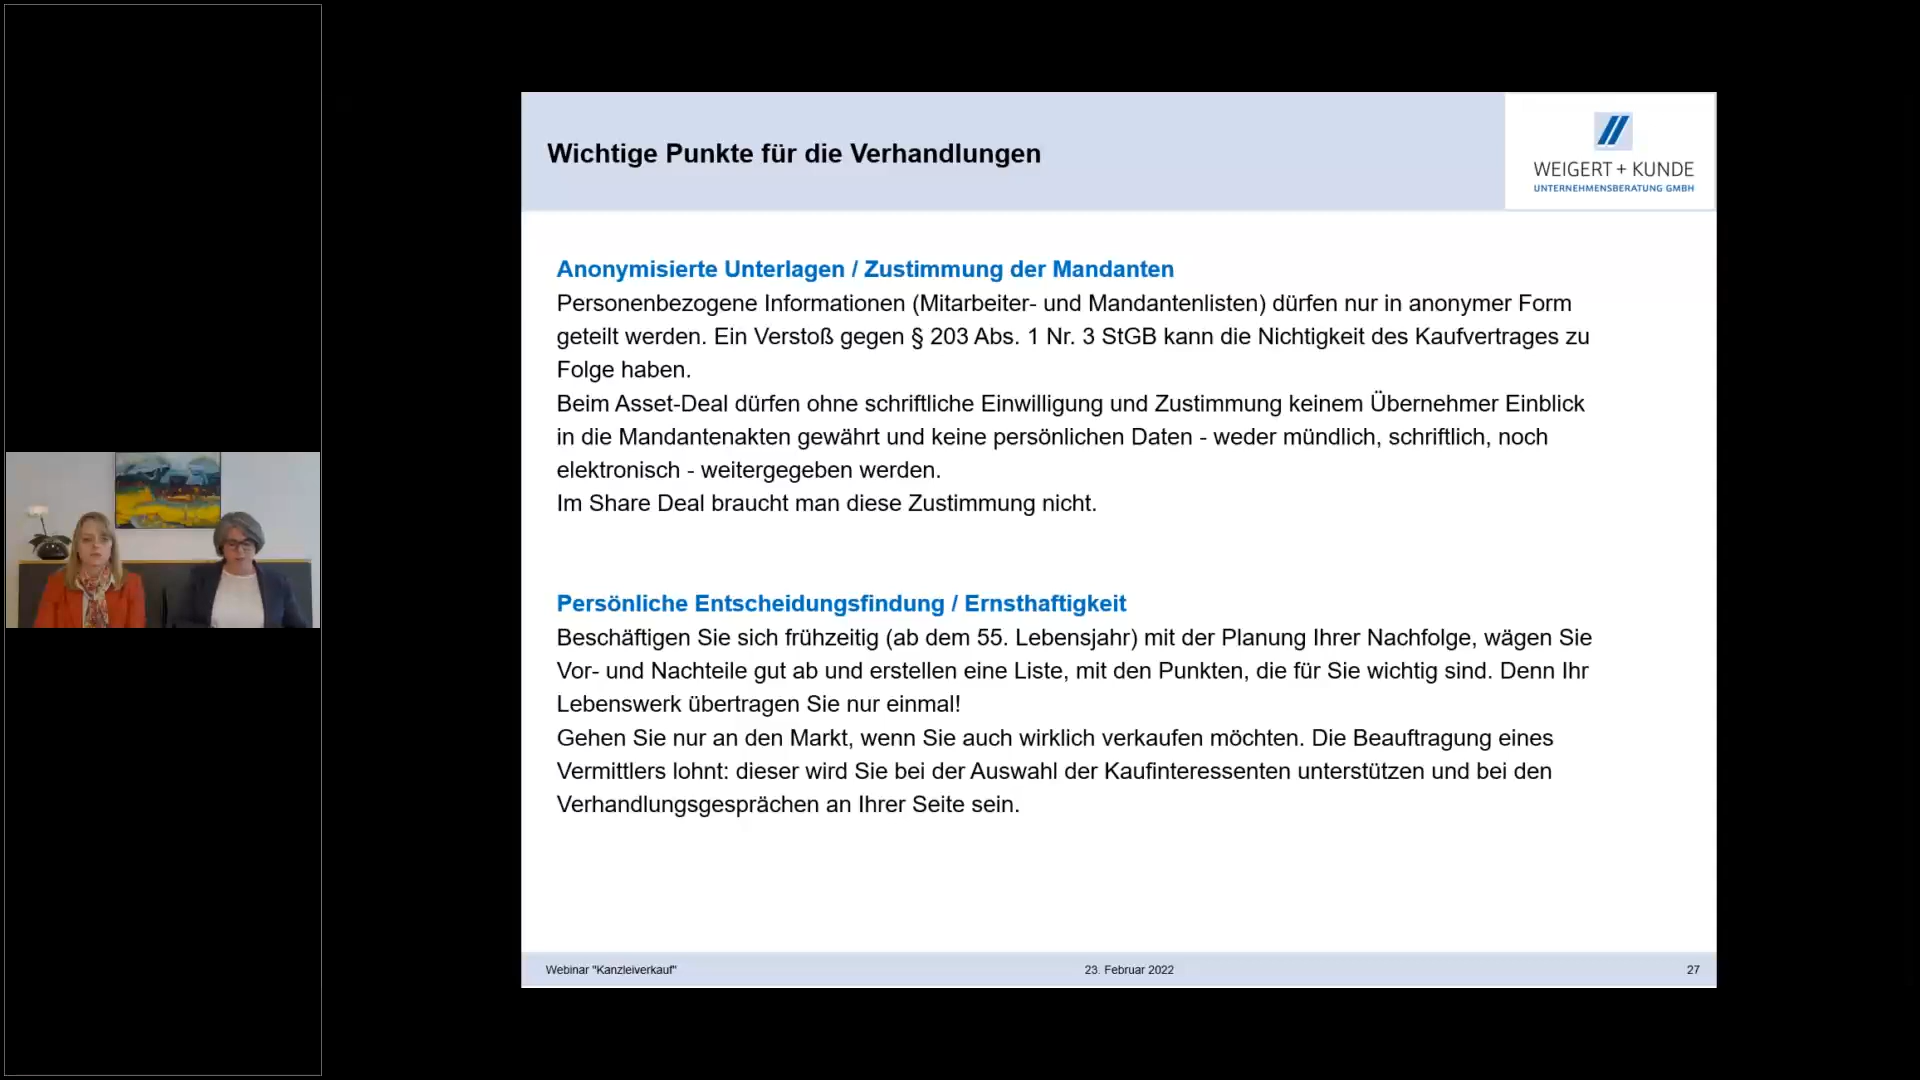 Wichtige Punkte für die Verhandlungen
WEIGERT + KUNDE
UNTERNEHMENSBERATUNG GMBH
Anonymisierte Unterlagen / Zustimmung der Mandanten
Personenbezogene Informationen (Mitarbeiter- und Mandantenlisten) dürfen nur in anonymer Form
geteilt werden. Ein Verstoß gegen § 203 Abs. 1 Nr. 3 StGB kann die Nichtigkeit des Kaufvertrages zu
Folge haben.
Beim Asset-Deal dürfen ohne schriftliche Einwilligung und Zustimmung keinem Übernehmer Einblick
in die Mandantenakten gewährt und keine persönlichen Daten - weder mündlich, schriftlich, noch
elektronisch - weitergegeben werden.
Im Share Deal braucht man diese Zustimmung nicht.
Persönliche Entscheidungsfindung / Ernsthaftigkeit
Beschäftigen Sie sich frühzeitig (ab dem 55. Lebensjahr) mit der Planung Ihrer Nachfolge, wägen Sie
Vor- und Nachteile gut ab und erstellen eine Liste, mit den Punkten, die für Sie wichtig sind. Denn Ihr
Lebenswerk übertragen Sie nur einmal!
Gehen Sie nur an den Markt, wenn Sie auch wirklich verkaufen möchten. Die Beauftragung eines
Vermittlers lohnt: dieser wird Sie bei der Auswahl der Kaufinteressenten unterstützen und bei den
Verhandlungsgesprächen an Ihrer Seite sein.
Webinar "Kanzleiverkauf"
23. Februar 2022
27